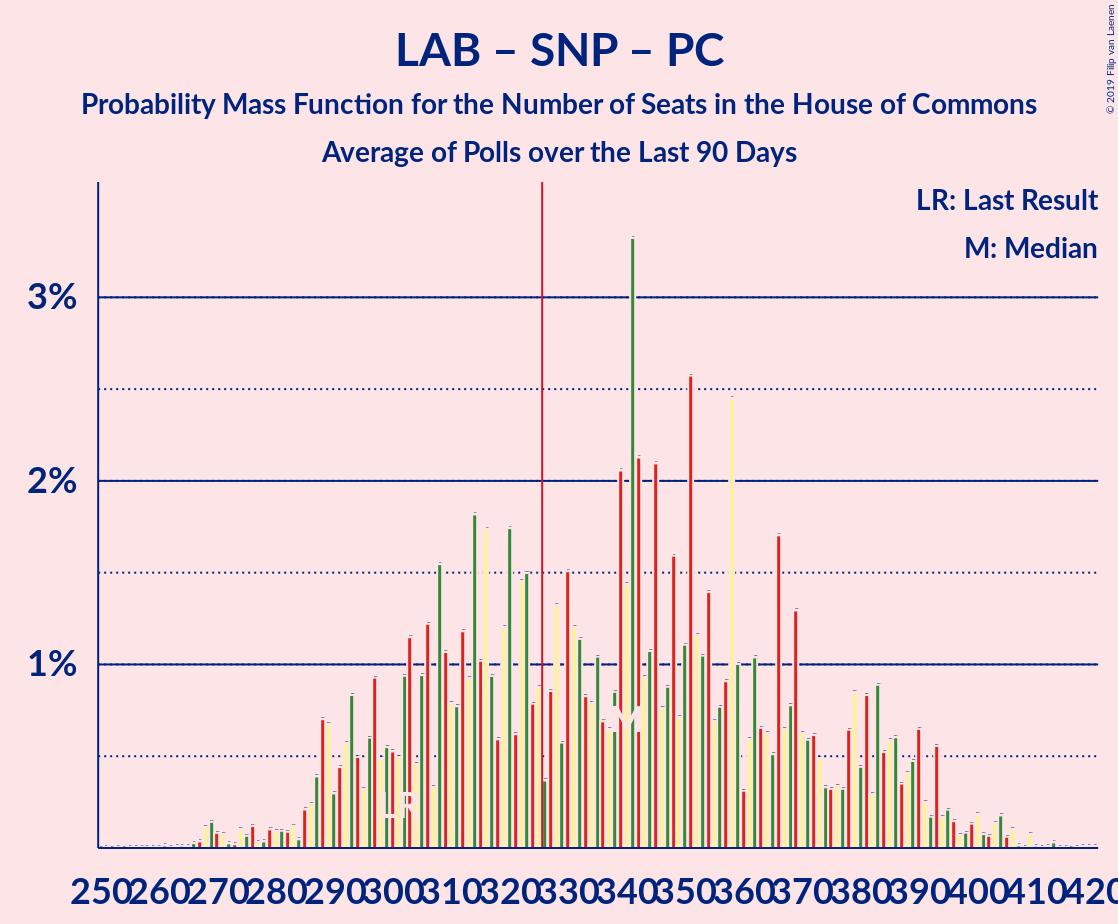 LAB – SNP – PC
Probability Mass Function for the Number of Seats in the House of Commons
Average of Polls over the Last 90 Days
© 2019 Filip van Laenen
LR: Last Result
M: Median
3%
2%
1%
M
LR
250 260 270 280 290 300 310 320 330 340 350 360 370 380 390 400 410 420